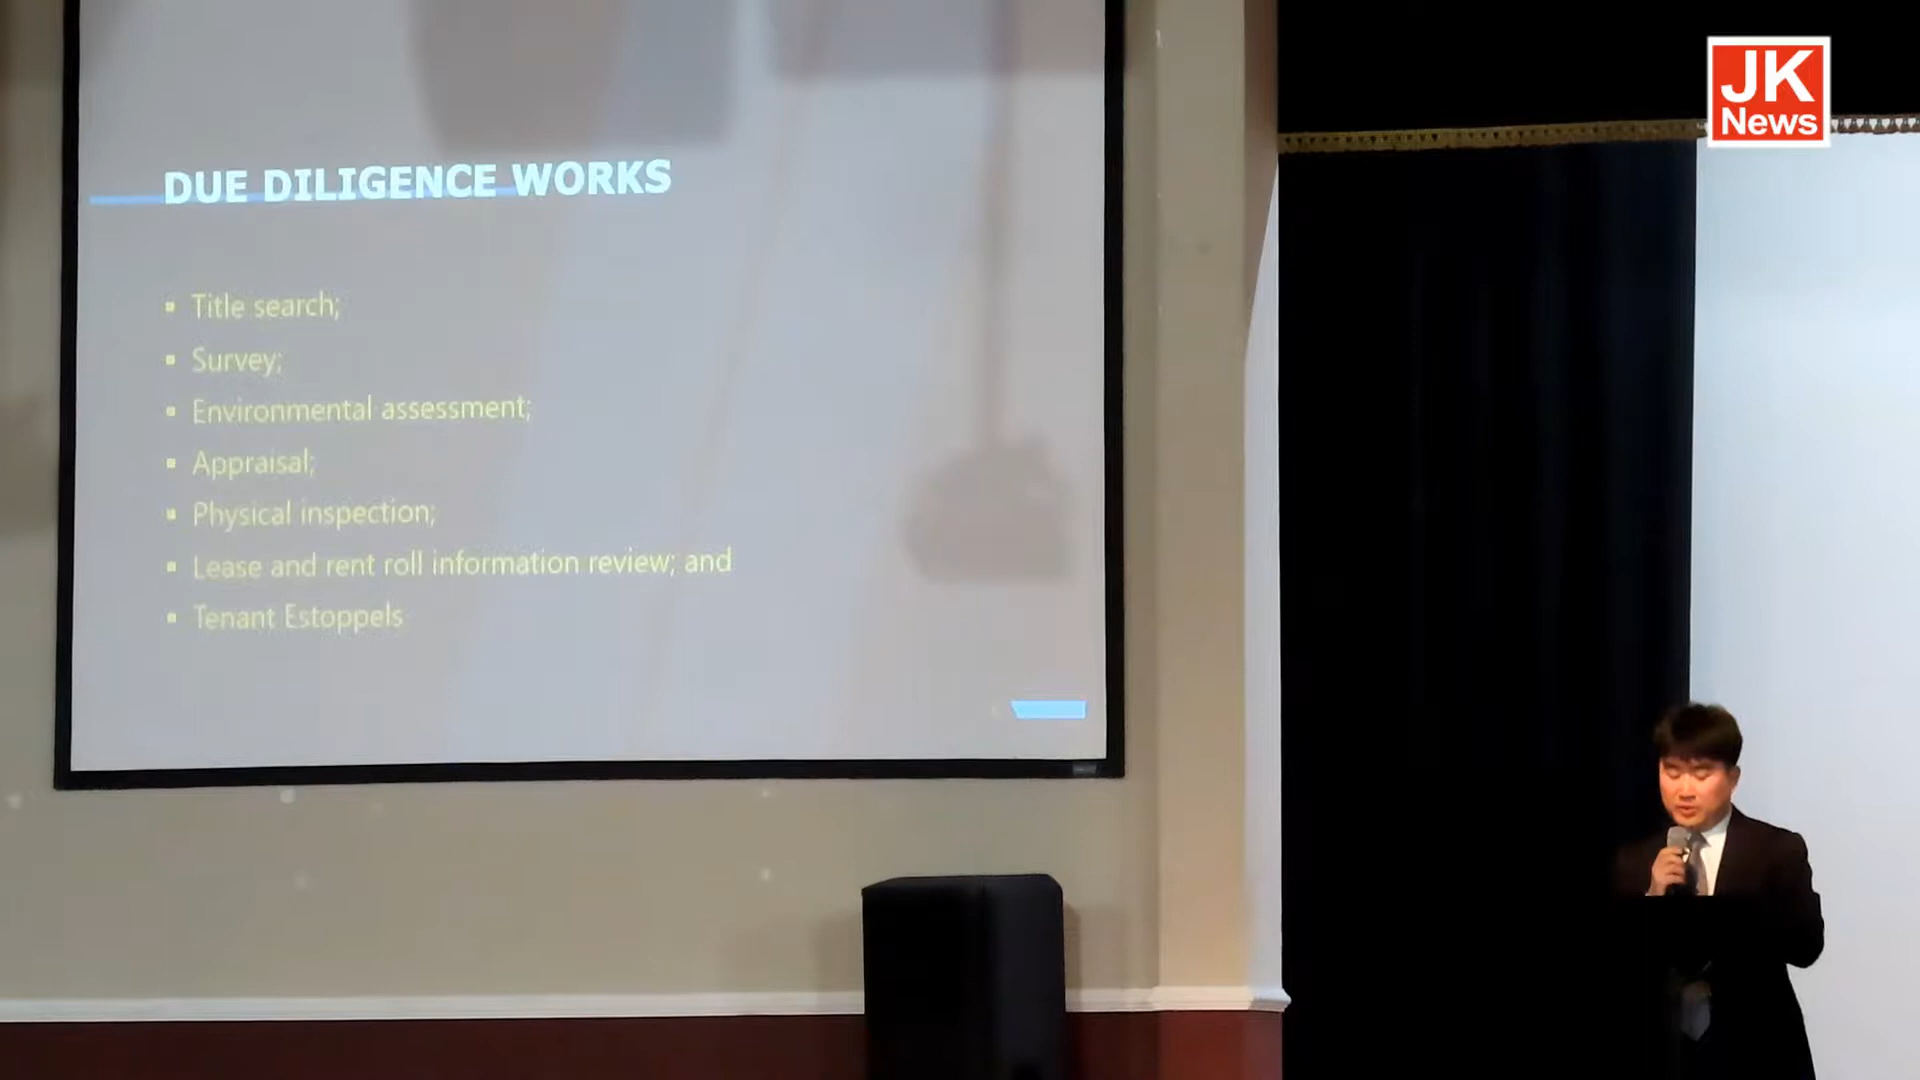 JK
News
DUE DILIGENCE WORKS
▪ Title search;
▪ Survey;
▪ Environmental assessment;
▪ Appraisal;
▪ Physical inspection;
▪ Lease and rent roll information review; and
▪ Tenant Estoppels